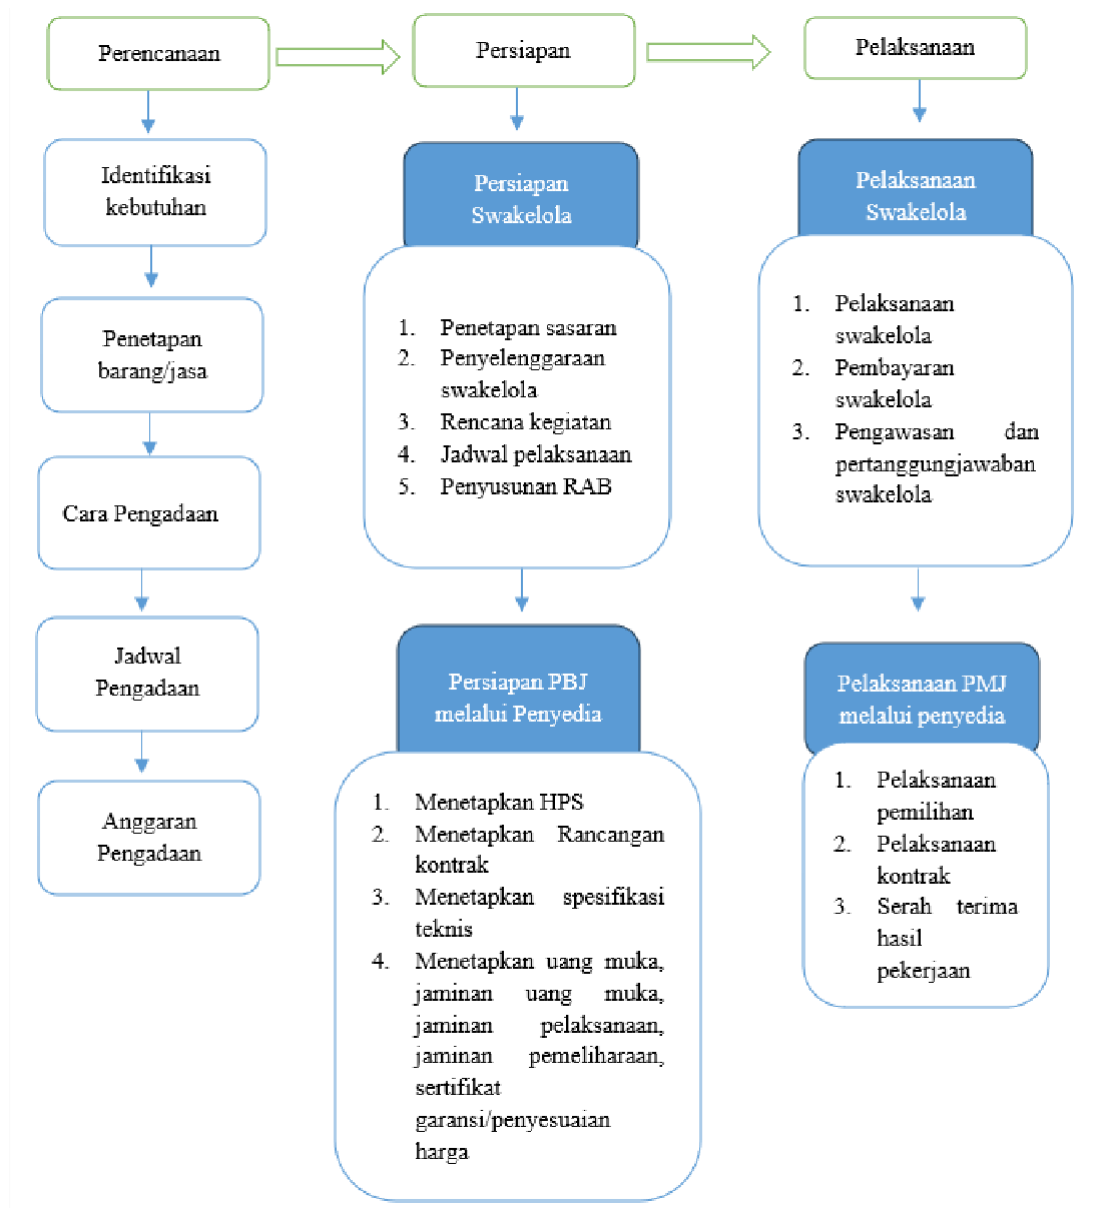 Perencanaan
Persiapan
Pelaksanaan
Identifikasi
kebutuhan
Penetapan
barang/jasa
Cara Pengadaan
Jadwal
Pengadaan
Anggaran
Pengadaan
Persiapan
Swakelola
1. Penetapan sasaran
2. Penyelenggaraan
swakelola
3. Rencana kegiatan
4. Jadwal pelaksanaan
5. Penyusunan RAB
Persiapan PBJ
melalui Penyedia
1. Menetapkan HPS
2. Menetapkan Rancangan
kontrak
3. Menetapkan spesifikasi
teknis
4. Menetapkan uang muka,
jaminan uang muka,
jaminan pelaksanaan,
jaminan pemeliharaan,
sertifikat
garansi/penyesuaian
harga
Pelaksanaan
Swakelola
1. Pelaksanaan
swakelola
2. Pembayaran
swakelola
3. Pengawasan dan
pertanggungjawaban
swakelola
Pelaksanaan PMJ
melalui penyedia
1. Pelaksanaan
pemilihan
2. Pelaksanaan
kontrak
3. Serah terima
hasil
pekerjaan